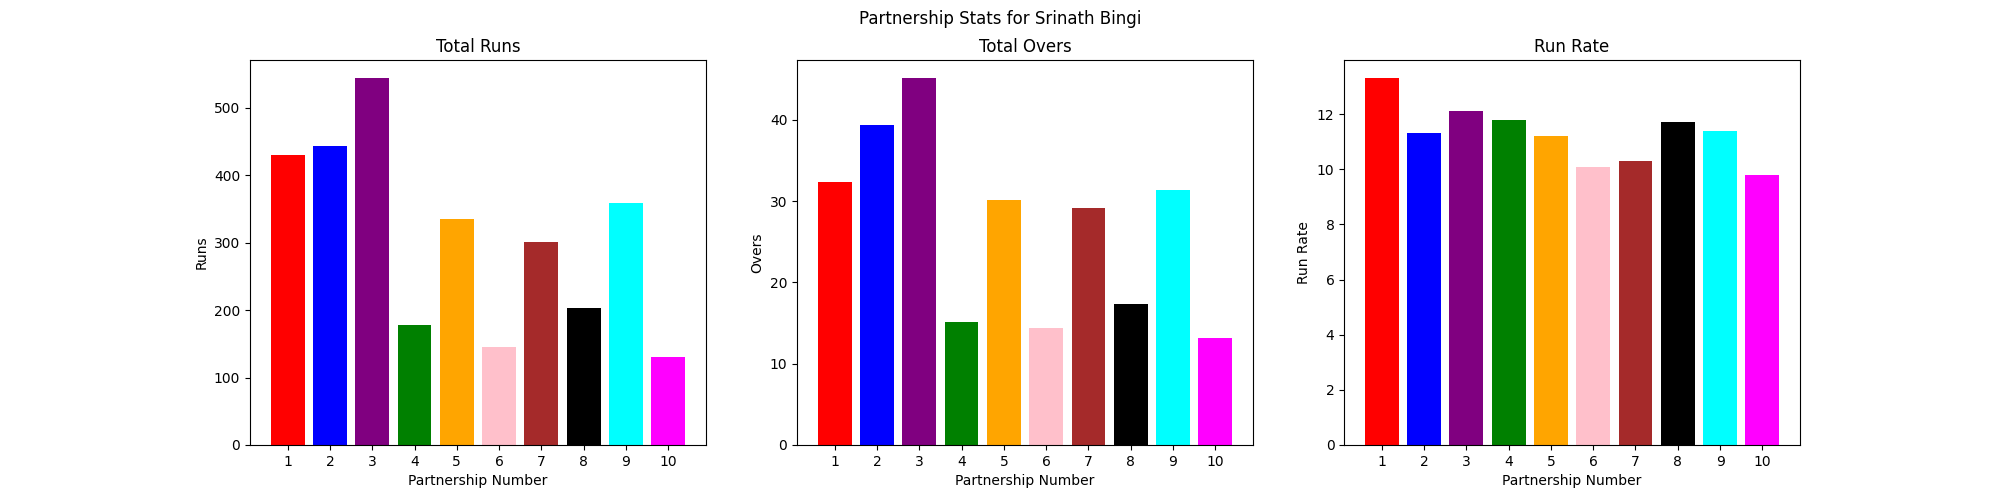 Partnership Stats for Srinath Bingi
Total Runs
Runs
500
400
300
200
100
0
1 2 3 4 5 6 7 8 9 10
Partnership Number
Total Overs
Overs
40
30
20
10
0
1 2 3 4 5 6 7 8 9 10
Partnership Number
Run Rate
Run Rate
12
10
8
6
4
2
0
1 2 3 4 5 6 7 8 9 10
Partnership Number